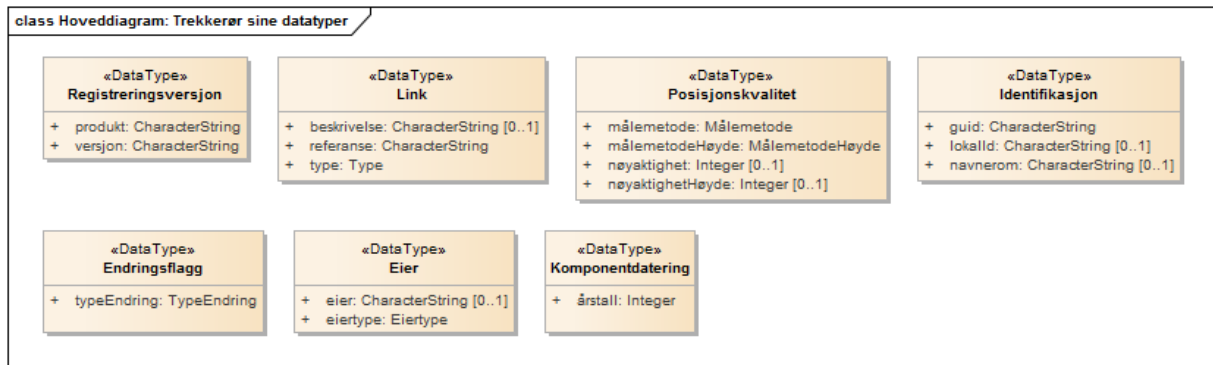 class Hoveddiagram: Trekkerør sine datatyper
«DataType»
Registreringsversjon
+ produkt: CharacterString
+ versjon: CharacterString
«DataType»
Link
+ beskrivelse: CharacterString [0..1]
+ referanse: CharacterString
+ type: Type
«DataType»
Posisjonskvalitet
+ målemetode: Målemetode
+ målemetodeHøyde: MålemetodeHøyde
+ nøyaktighet: Integer [0..1]
+ nøyaktighetHøyde: Integer [0..1]
«DataType»
Identifikasjon
+ guid: CharacterString
+ lokalId: CharacterString [0..1]
+ navnerom: CharacterString [0..1]
«DataType»
Endringsflagg
+ typeEndring: TypeEndring
«DataType»
Eier
+ eier: CharacterString [0..1]
+ eiertype: Eiertype
«DataType»
Komponentdatering
+ årstall: Integer